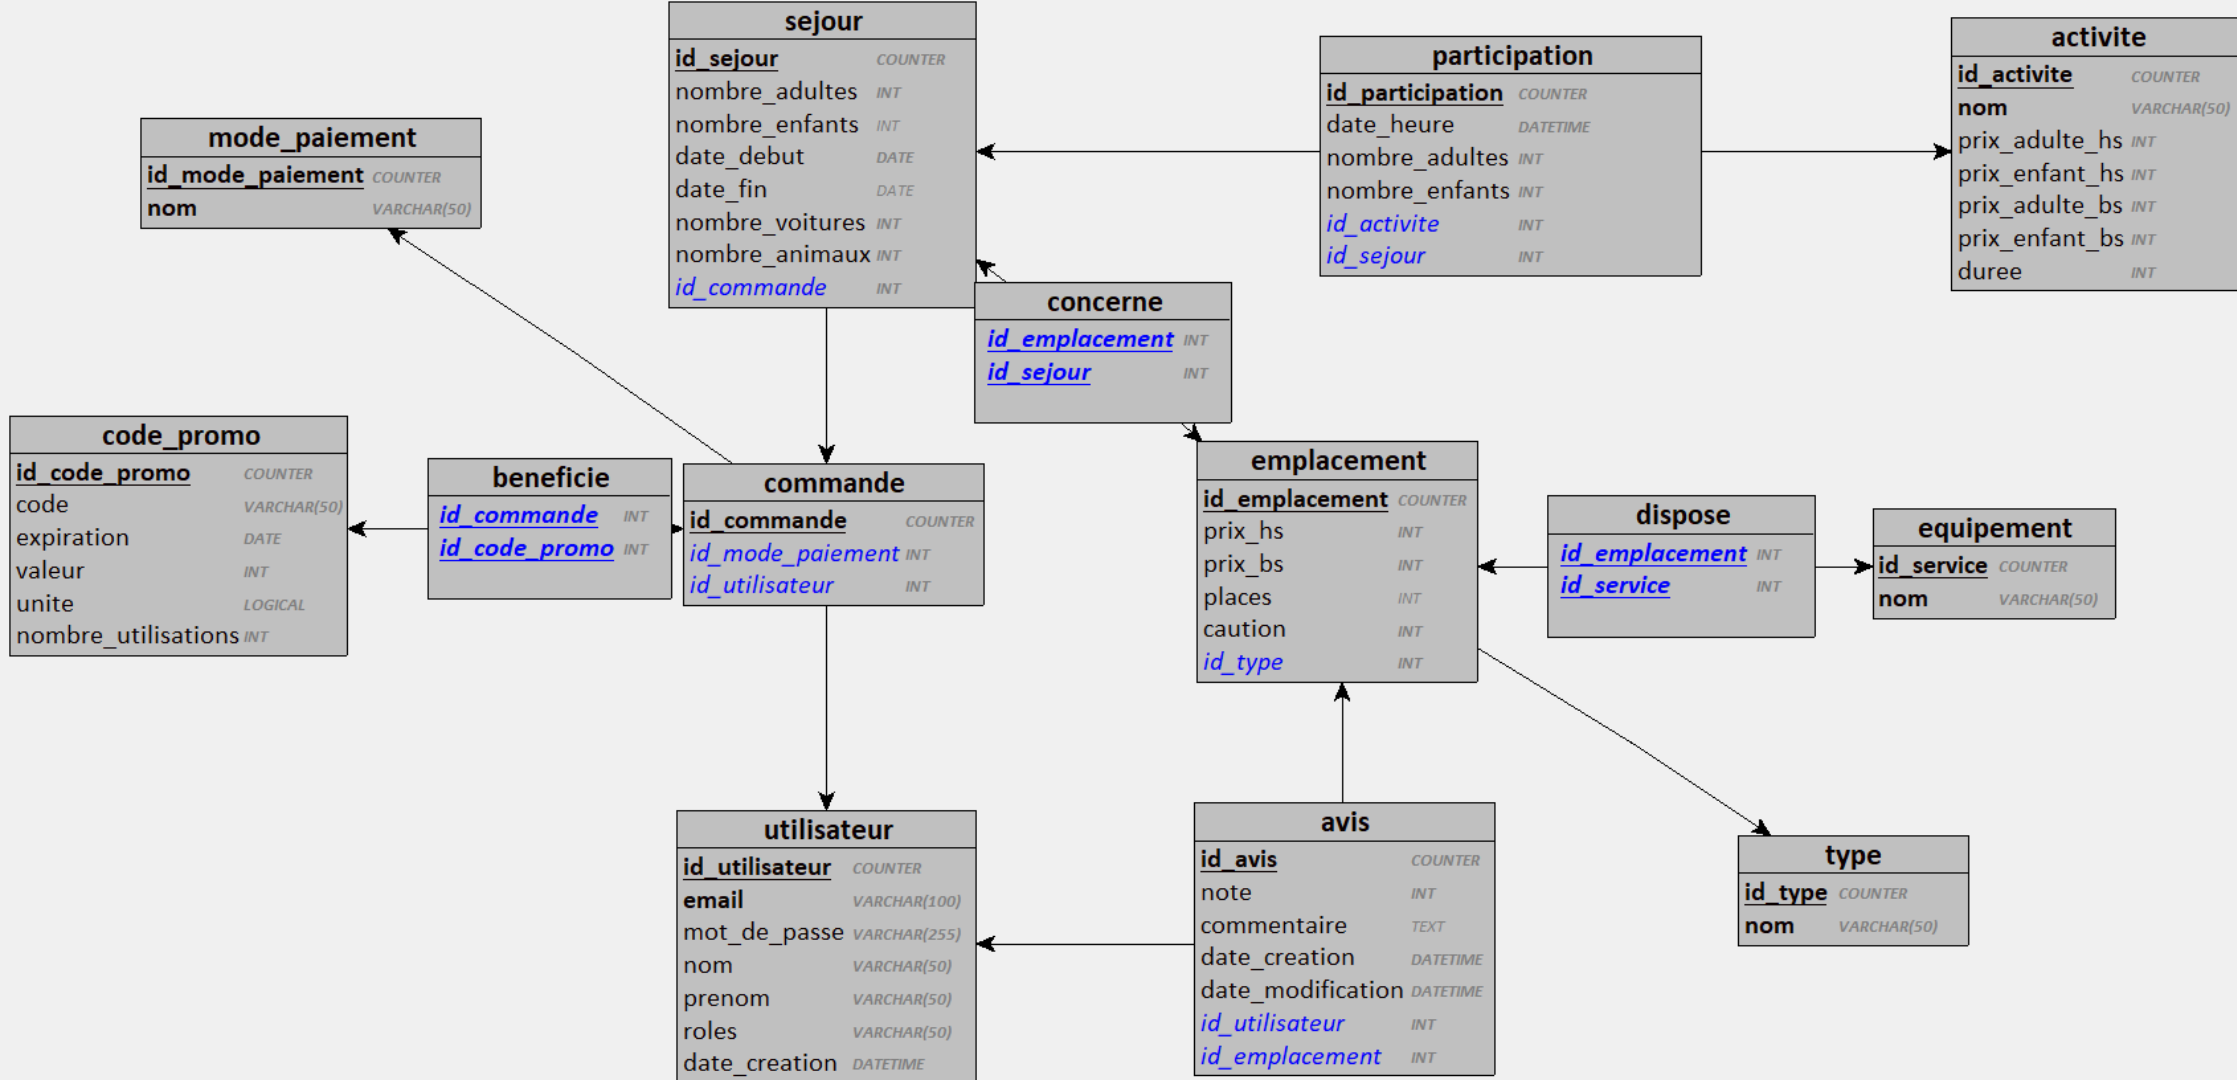 sejour
id_sejour COUNTER
nombre_adultes INT
nombre_enfants INT
date_debut DATE
date_fin DATE
nombre_voitures INT
nombre_animaux INT
id_commande INT
participation
id_participation COUNTER
date_heure DATETIME
nombre_adultes INT
nombre_enfants INT
id_activite INT
id_sejour INT
activite
id_activite COUNTER
nom VARCHAR(50)
prix_adulte_hs INT
prix_enfant_hs INT
prix_adulte_bs INT
prix_enfant_bs INT
duree INT
mode_paiement
id_mode_paiement COUNTER
nom VARCHAR(50)
concerne
id_emplacement INT
id_sejour INT
code_promo
id_code_promo COUNTER
code VARCHAR(50)
expiration DATE
valeur INT
unite LOGICAL
nombre_utilisations INT
beneficie
id_commande INT
id_code_promo INT
commande
id_commande COUNTER
id_mode_paiement INT
id_utilisateur INT
emplacement
id_emplacement COUNTER
prix_hs INT
prix_bs INT
places INT
caution INT
id_type INT
dispose
id_emplacement INT
id_service INT
equipement
id_service COUNTER
nom VARCHAR(50)
utilisateur
id_utilisateur COUNTER
email VARCHAR(100)
mot_de_passe VARCHAR(255)
nom VARCHAR(50)
prenom VARCHAR(50)
roles VARCHAR(50)
date_creation DATETIME
avis
id_avis COUNTER
note INT
commentaire TEXT
date_creation DATETIME
date_modification DATETIME
id_utilisateur INT
id_emplacement INT
type
id_type COUNTER
nom VARCHAR(50)